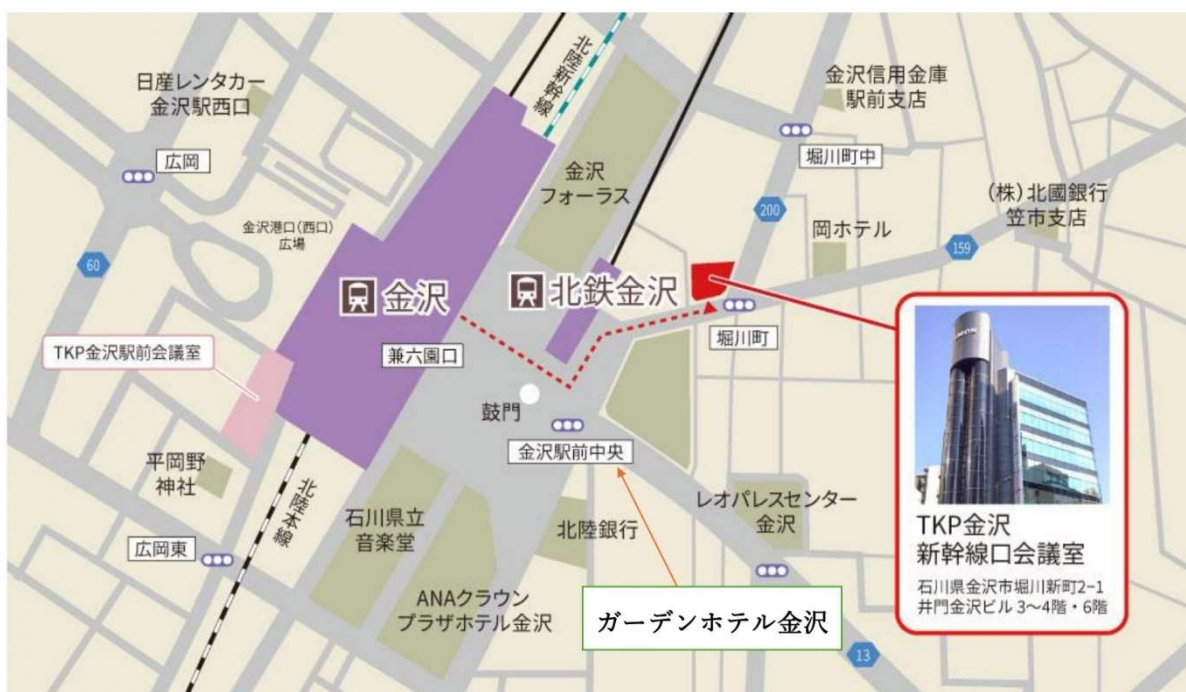 北陸新幹線
日産レンタカー
金沢駅西口
広岡
金沢信用金庫
駅前支店
堀川町中
金沢
フォーラス
(株)北國銀行
笠市支店
200
岡ホテル
159
金沢港口(西口)
広場
60
金沢
北鉄金沢
堀川町
TKP金沢駅前会議室
兼六園口
鼓門
金沢駅前中央
平岡野
神社
北陸本線
石川県立
音楽堂
北陸銀行
レオパレスセンター
金沢
広岡東
ANAクラウン
プラザホテル金沢
ガーデンホテル金沢
13
TKP金沢
新幹線口会議室
石川県金沢市堀川新町2-1
井門金沢ビル 3〜4階・6階